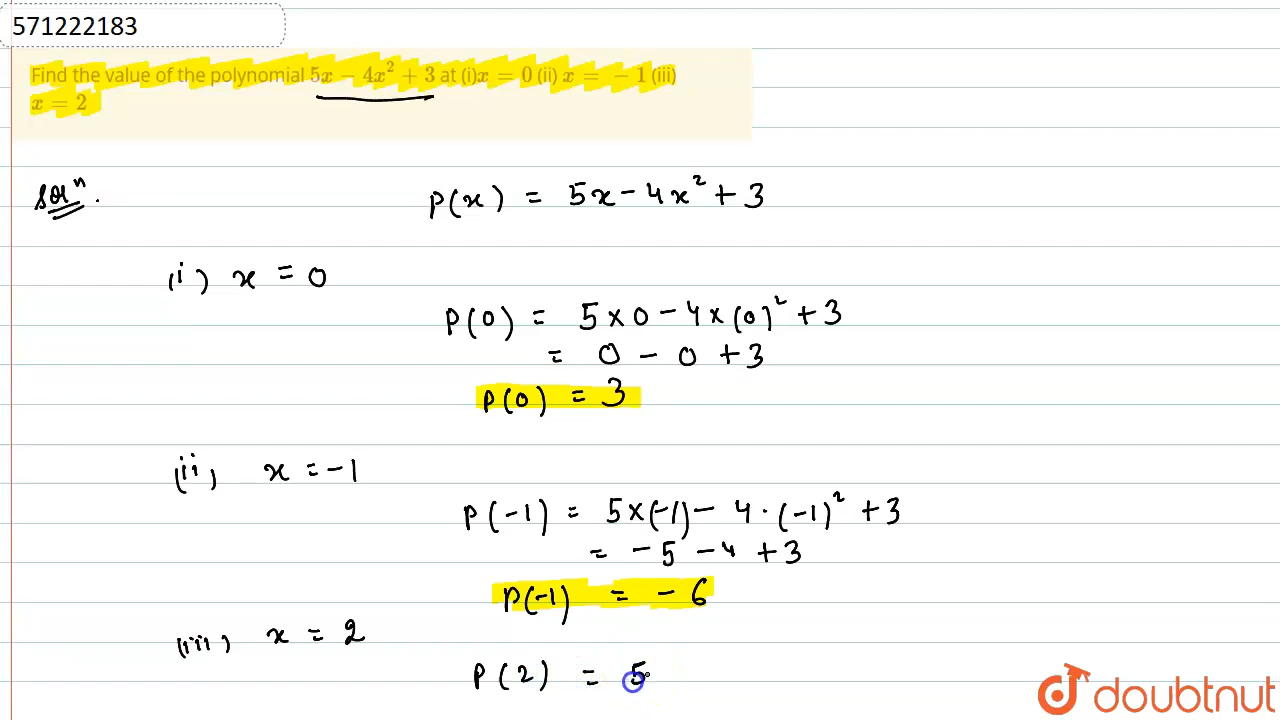 571222183
Find the value of the polynomial 5x − 4x² + 3 at (i)x = 0 (ii) x = − 1 (iii)
x = 2
Solⁿ.
P(x) = 5x − 4x² + 3
(i) x = 0
P(0) = 5×0 − 4×(0)² + 3
= 0 − 0 + 3
P(0) = 3
(ii) x = −1
P(−1) = 5×(−1) − 4·(−1)² + 3
= −5 −4 +3
P(−1) = −6
(iii) x = 2
P(2) = 5
doubtnut